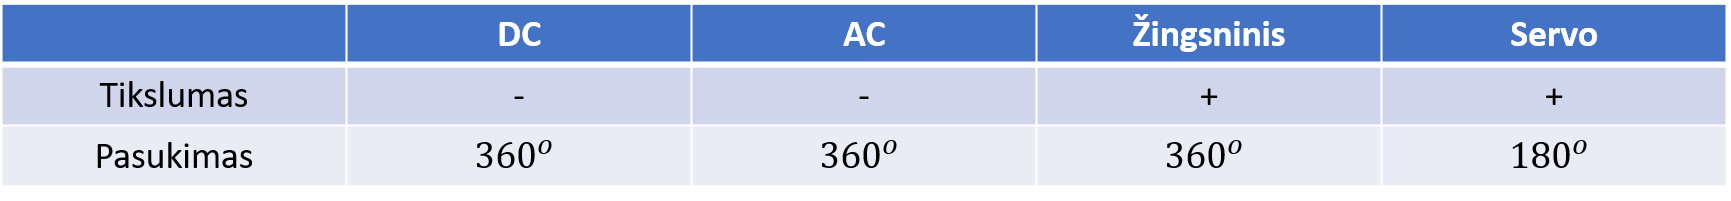 DC AC Žingsninis Servo
Tikslumas - - + +
Pasukimas 360° 360° 360° 180°